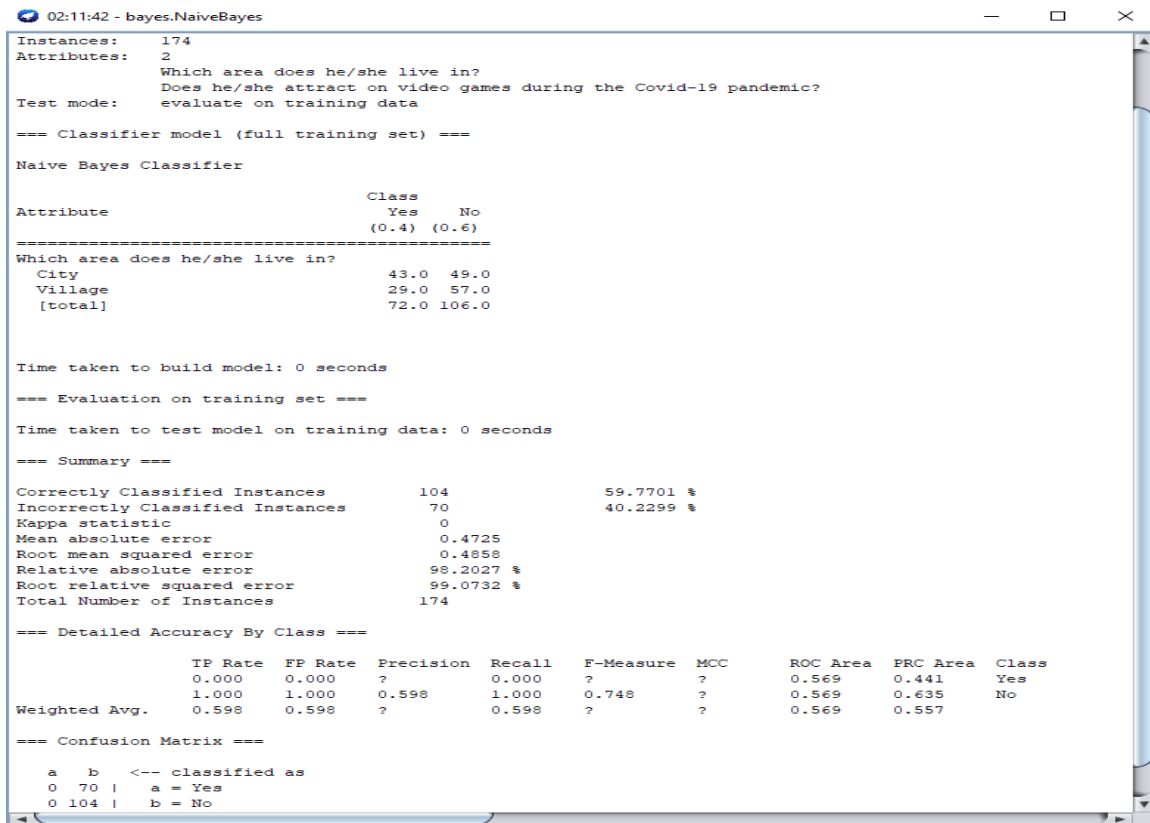 02:11:42 - bayes.NaiveBayes
Instances: 174
Attributes: 2
Which area does he/she live in?
Does he/she attract on video games during the Covid-19 pandemic?
Test mode: evaluate on training data
=== Classifier model (full training set) ===
Naive Bayes Classifier
Class
Attribute Yes No
(0.4) (0.6)
===============================================
Which area does he/she live in?
City 43.0 49.0
Village 29.0 57.0
[total] 72.0 106.0
Time taken to build model: 0 seconds
=== Evaluation on training set ===
Time taken to test model on training data: 0 seconds
=== Summary ===
Correctly Classified Instances 104 59.7701 %
Incorrectly Classified Instances 70 40.2299 %
Kappa statistic 0
Mean absolute error 0.4725
Root mean squared error 0.4858
Relative absolute error 98.2027 %
Root relative squared error 99.0732 %
Total Number of Instances 174
=== Detailed Accuracy By Class ===
TP Rate FP Rate Precision Recall F-Measure MCC ROC Area PRC Area Class
0.000 0.000 ? 0.000 ? ? 0.569 0.441 Yes
1.000 1.000 0.598 1.000 0.748 ? 0.569 0.635 No
Weighted Avg. 0.598 0.598 ? 0.598 ? ? 0.569 0.557
=== Confusion Matrix ===
a b <-- classified as
0 70 | a = Yes
0 104 | b = No